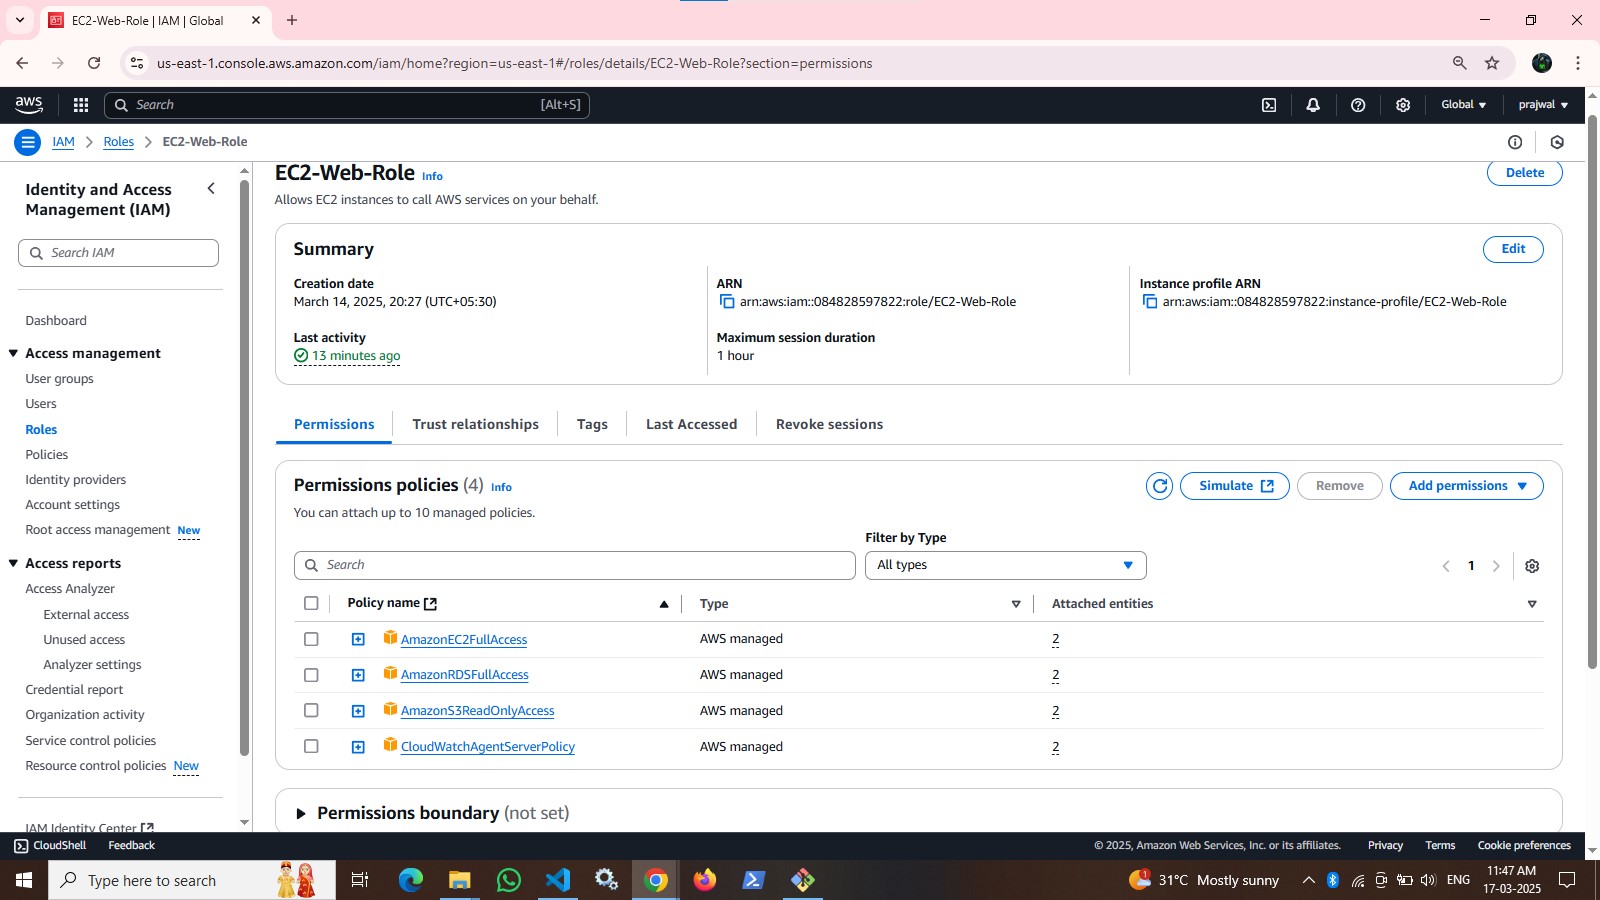 EC2-Web-Role | IAM | Global
us-east-1.console.aws.amazon.com/iam/home?region=us-east-1#/roles/details/EC2-Web-Role?section=permissions
aws
Search
[Alt+S]
Global
prajwal
IAM
Roles
EC2-Web-Role
Identity and Access
Management (IAM)
Search IAM
Dashboard
Access management
User groups
Users
Roles
Policies
Identity providers
Account settings
Root access management New
Access reports
Access Analyzer
External access
Unused access
Analyzer settings
Credential report
Organization activity
Service control policies
Resource control policies New
IAM Identity Center
EC2-Web-Role Info
Delete
Allows EC2 instances to call AWS services on your behalf.
Summary
Edit
Creation date
March 14, 2025, 20:27 (UTC+05:30)
Last activity
13 minutes ago
ARN
arn:aws:iam::084828597822:role/EC2-Web-Role
Maximum session duration
1 hour
Instance profile ARN
arn:aws:iam::084828597822:instance-profile/EC2-Web-Role
Permissions
Trust relationships
Tags
Last Accessed
Revoke sessions
Permissions policies (4) Info
Simulate
Remove
Add permissions
You can attach up to 10 managed policies.
Filter by Type
Search
All types
1
Policy name
Type
Attached entities
AmazonEC2FullAccess AWS managed 2
AmazonRDSFullAccess AWS managed 2
AmazonS3ReadOnlyAccess AWS managed 2
CloudWatchAgentServerPolicy AWS managed 2
Permissions boundary (not set)
CloudShell
Feedback
© 2025, Amazon Web Services, Inc. or its affiliates.
Privacy
Terms
Cookie preferences
Type here to search
1
31°C Mostly sunny
ENG
11:47 AM
17-03-2025